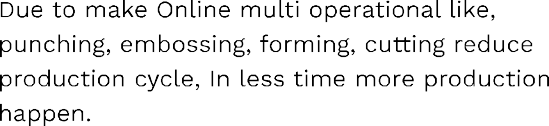 Due to make Online multi operational like,
punching, embossing, forming, cutting reduce
production cycle, In less time more production
happen.